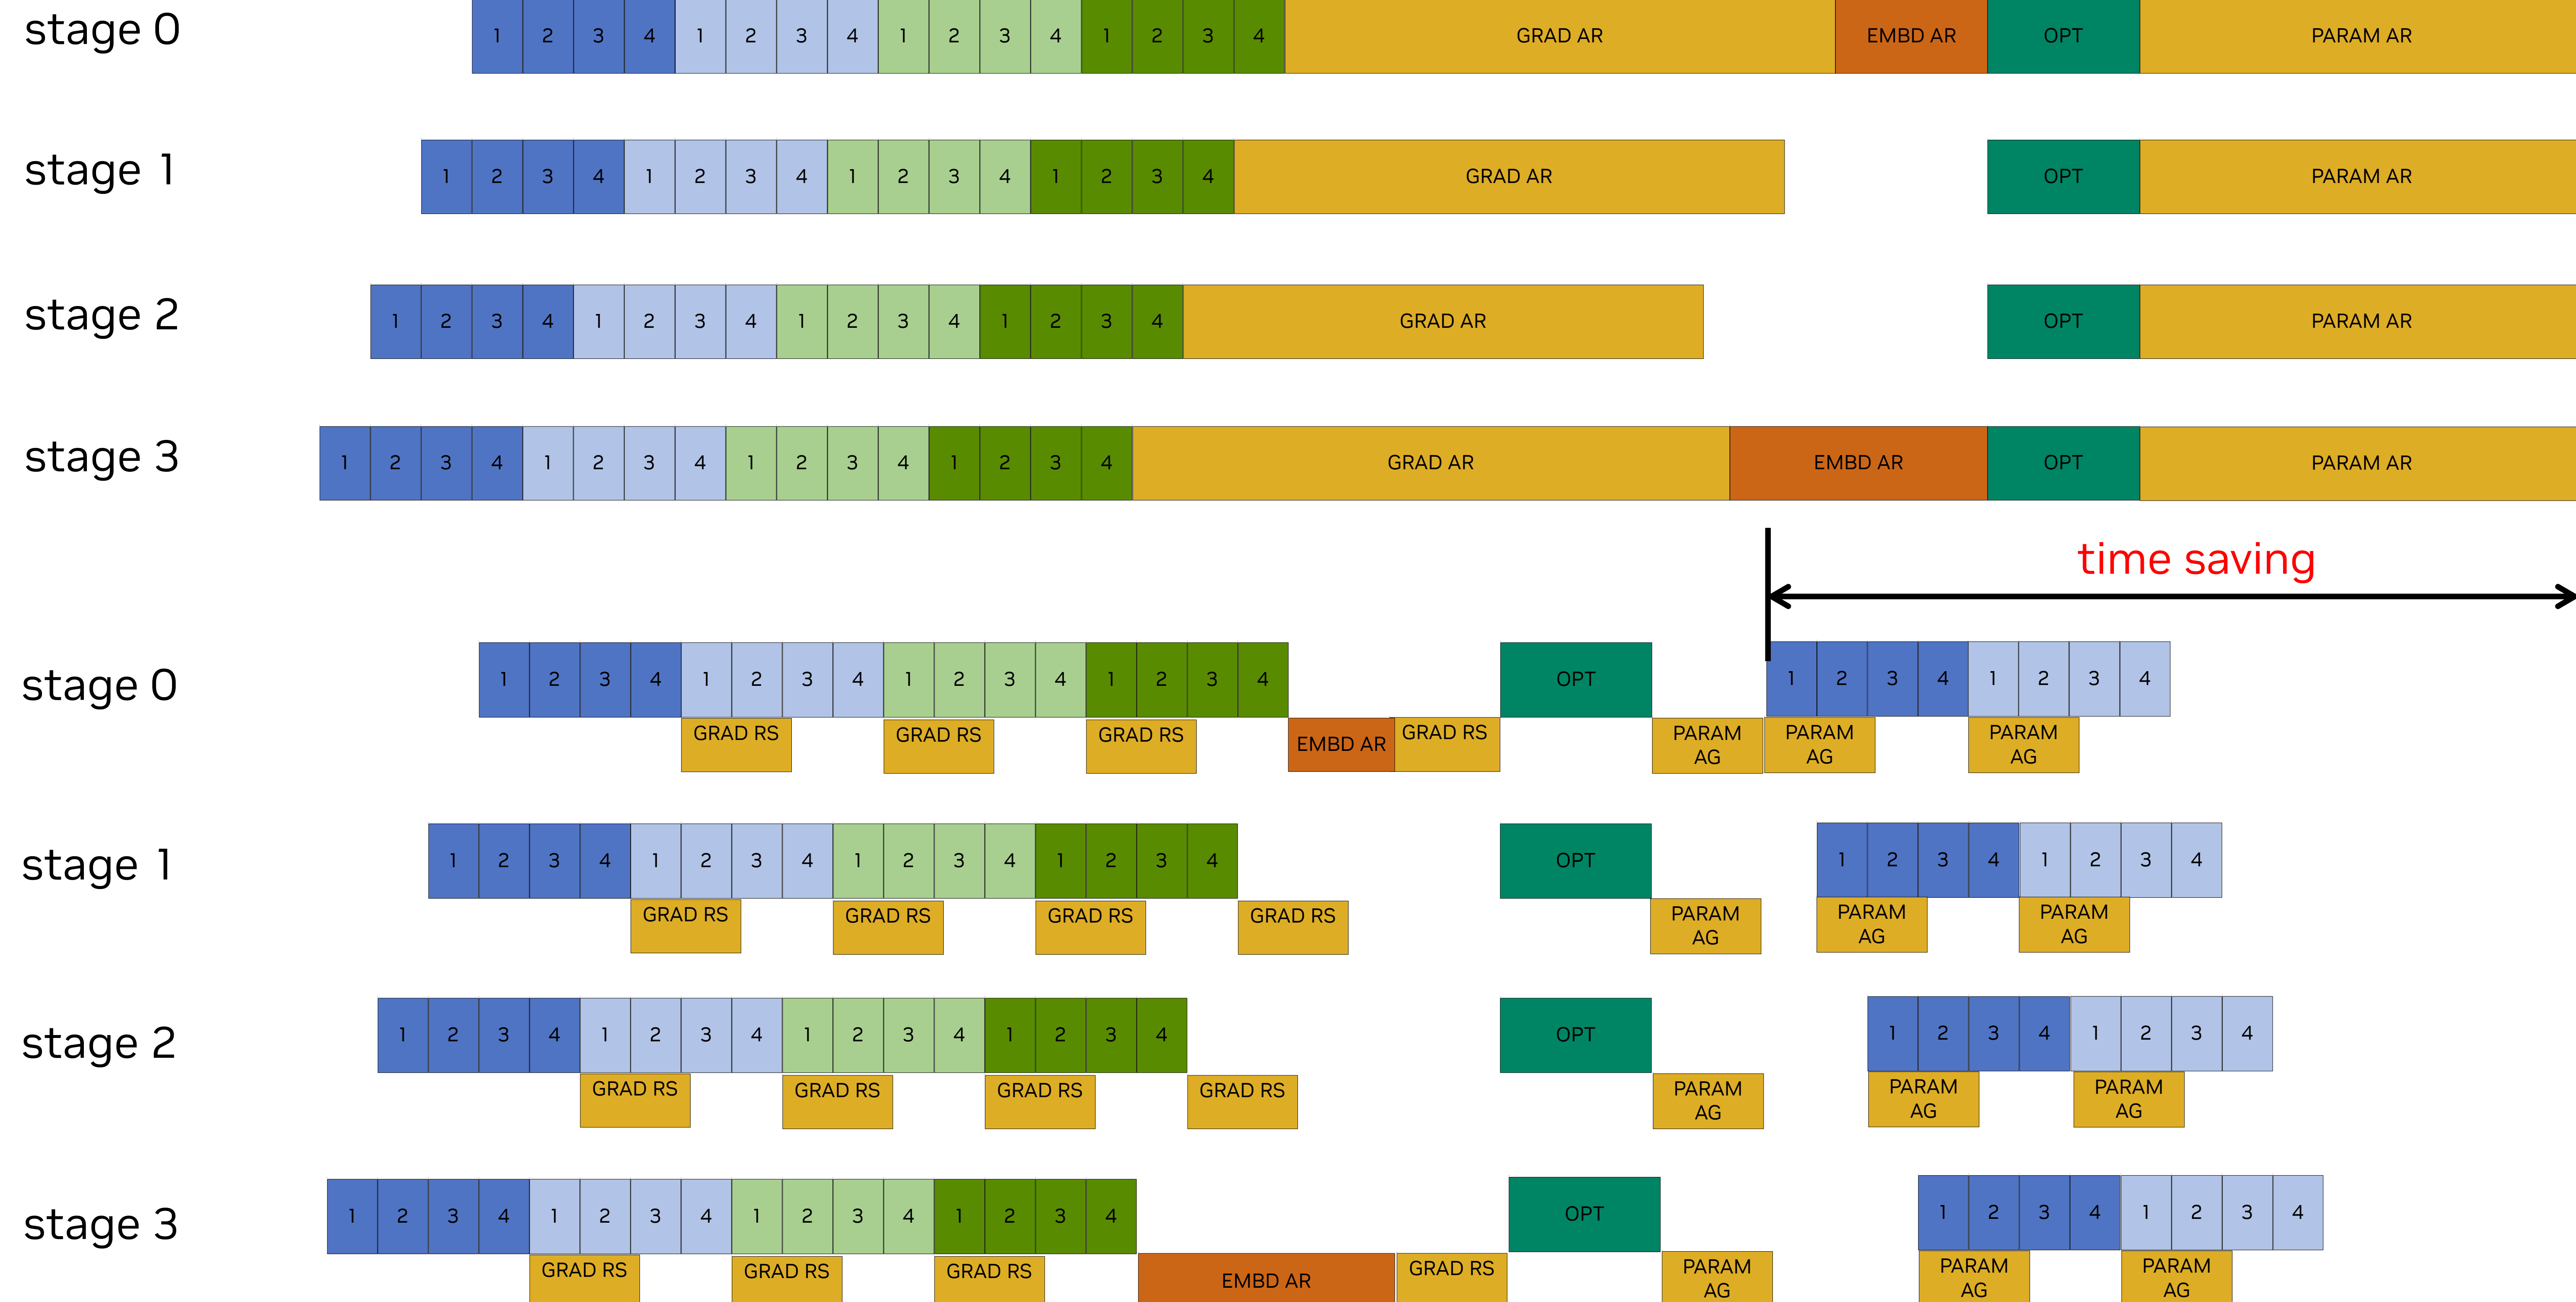 stage 0 1 2 3 4 1 2 3 4 1 2 3 4 1 2 3 4 GRAD AR EMBD AR OPT PARAM AR
stage 1 1 2 3 4 1 2 3 4 1 2 3 4 1 2 3 4 GRAD AR OPT PARAM AR
stage 2 1 2 3 4 1 2 3 4 1 2 3 4 1 2 3 4 GRAD AR OPT PARAM AR
stage 3 1 2 3 4 1 2 3 4 1 2 3 4 1 2 3 4 GRAD AR EMBD AR OPT PARAM AR
time saving
stage 0 1 2 3 4 1 2 3 4 1 2 3 4 1 2 3 4 OPT 1 2 3 4 1 2 3 4
GRAD RS GRAD RS GRAD RS EMBD AR GRAD RS PARAM PARAM PARAM
AG AG AG
stage 1 1 2 3 4 1 2 3 4 1 2 3 4 1 2 3 4 OPT 1 2 3 4 1 2 3 4
GRAD RS GRAD RS GRAD RS GRAD RS PARAM PARAM PARAM
AG AG AG
stage 2 1 2 3 4 1 2 3 4 1 2 3 4 1 2 3 4 OPT 1 2 3 4 1 2 3 4
GRAD RS GRAD RS GRAD RS GRAD RS PARAM PARAM PARAM
AG AG AG
stage 3 1 2 3 4 1 2 3 4 1 2 3 4 1 2 3 4 OPT 1 2 3 4 1 2 3 4
GRAD RS GRAD RS GRAD RS EMBD AR GRAD RS PARAM PARAM PARAM
AG AG AG